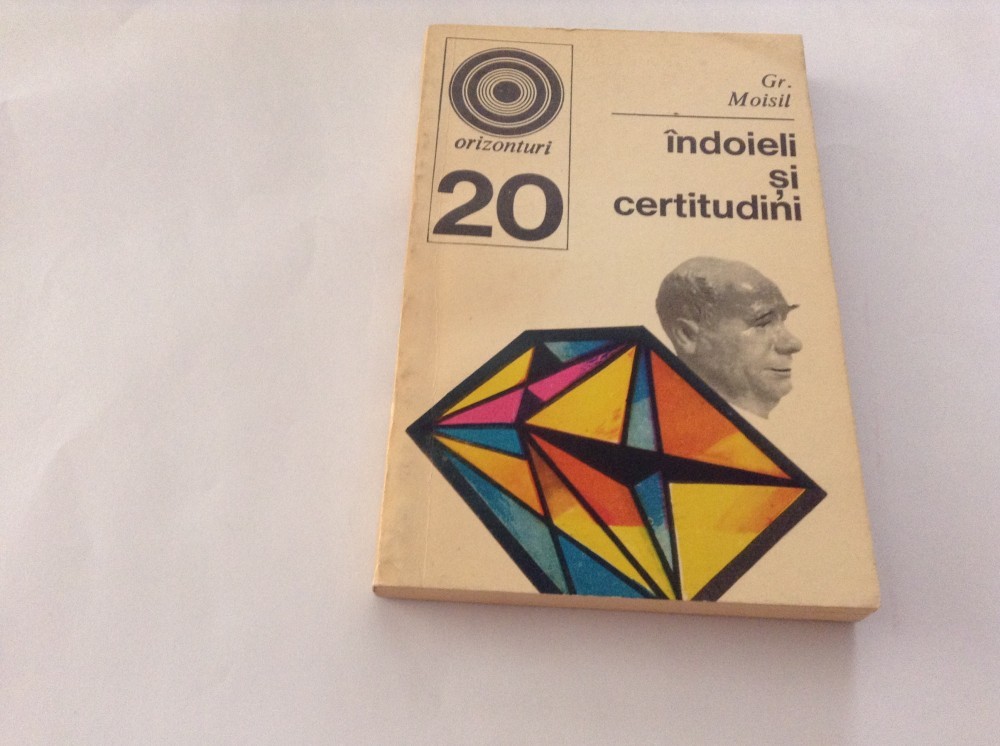 orizonturi
20
Gr.
Moisil
îndoieli
și
certitudini